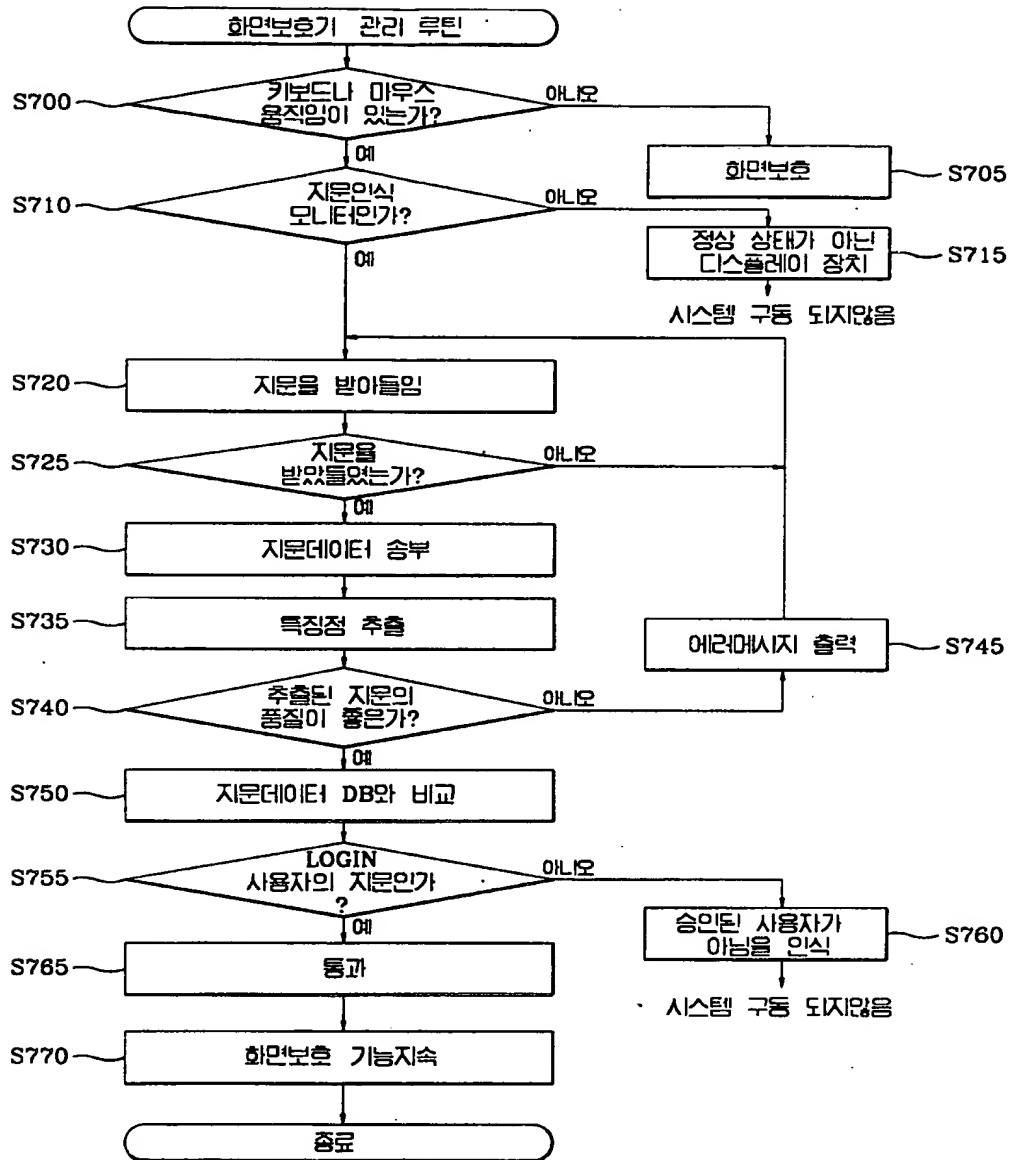 화면보호기 관리 루틴
S700
키보드나 마우스
움직임이 있는가?
아니오
예
화면보호
S705
S710
지문인식
모니터인가?
아니오
예
정상 상태가 아닌
디스플레이 장치
S715
시스템 구동 되지않음
S720
지문을 받아들임
S725
지문을
받맜들였는가?
아니오
예
S730
지문데이터 송부
S735
특징점 추출
에러메시지 출력
S745
S740
추출된 지문의
품질이 좋은가?
아니오
예
S750
지문데이터 DB와 비교
S755
LOGIN
사용자의 지문인가
?
아니오
예
승인된 사용자가
아님을 인식
S760
시스템 구동 되지않음
S765
통과
S770
화면보호 기능지속
종료